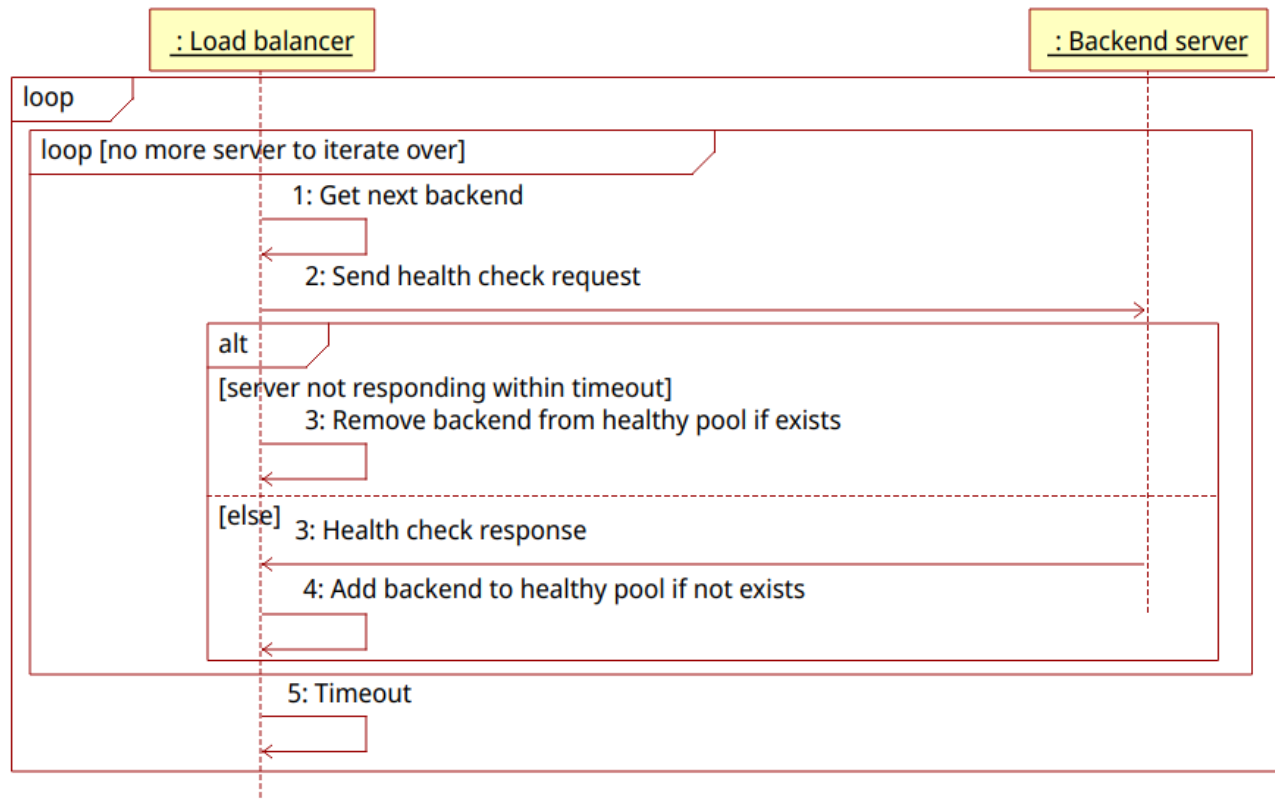 : Load balancer
: Backend server
loop
loop [no more server to iterate over]
1: Get next backend
2: Send health check request
alt
[server not responding within timeout]
3: Remove backend from healthy pool if exists
[else]
3: Health check response
4: Add backend to healthy pool if not exists
5: Timeout